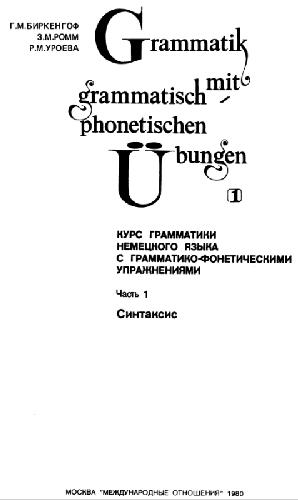 Г.М.БИРКЕНГОФ
З.М.РОММ
Р.М.УРОЕВА
Grammatik
mit
grammatisch
phonetischen
Übungen
1
КУРС ГРАММАТИКИ
НЕМЕЦКОГО ЯЗЫКА
С ГРАММАТИКО-ФОНЕТИЧЕСКИМИ
УПРАЖНЕНИЯМИ
Часть 1
Синтаксис
МОСКВА "МЕЖДУНАРОДНЫЕ ОТНОШЕНИЯ" 1980